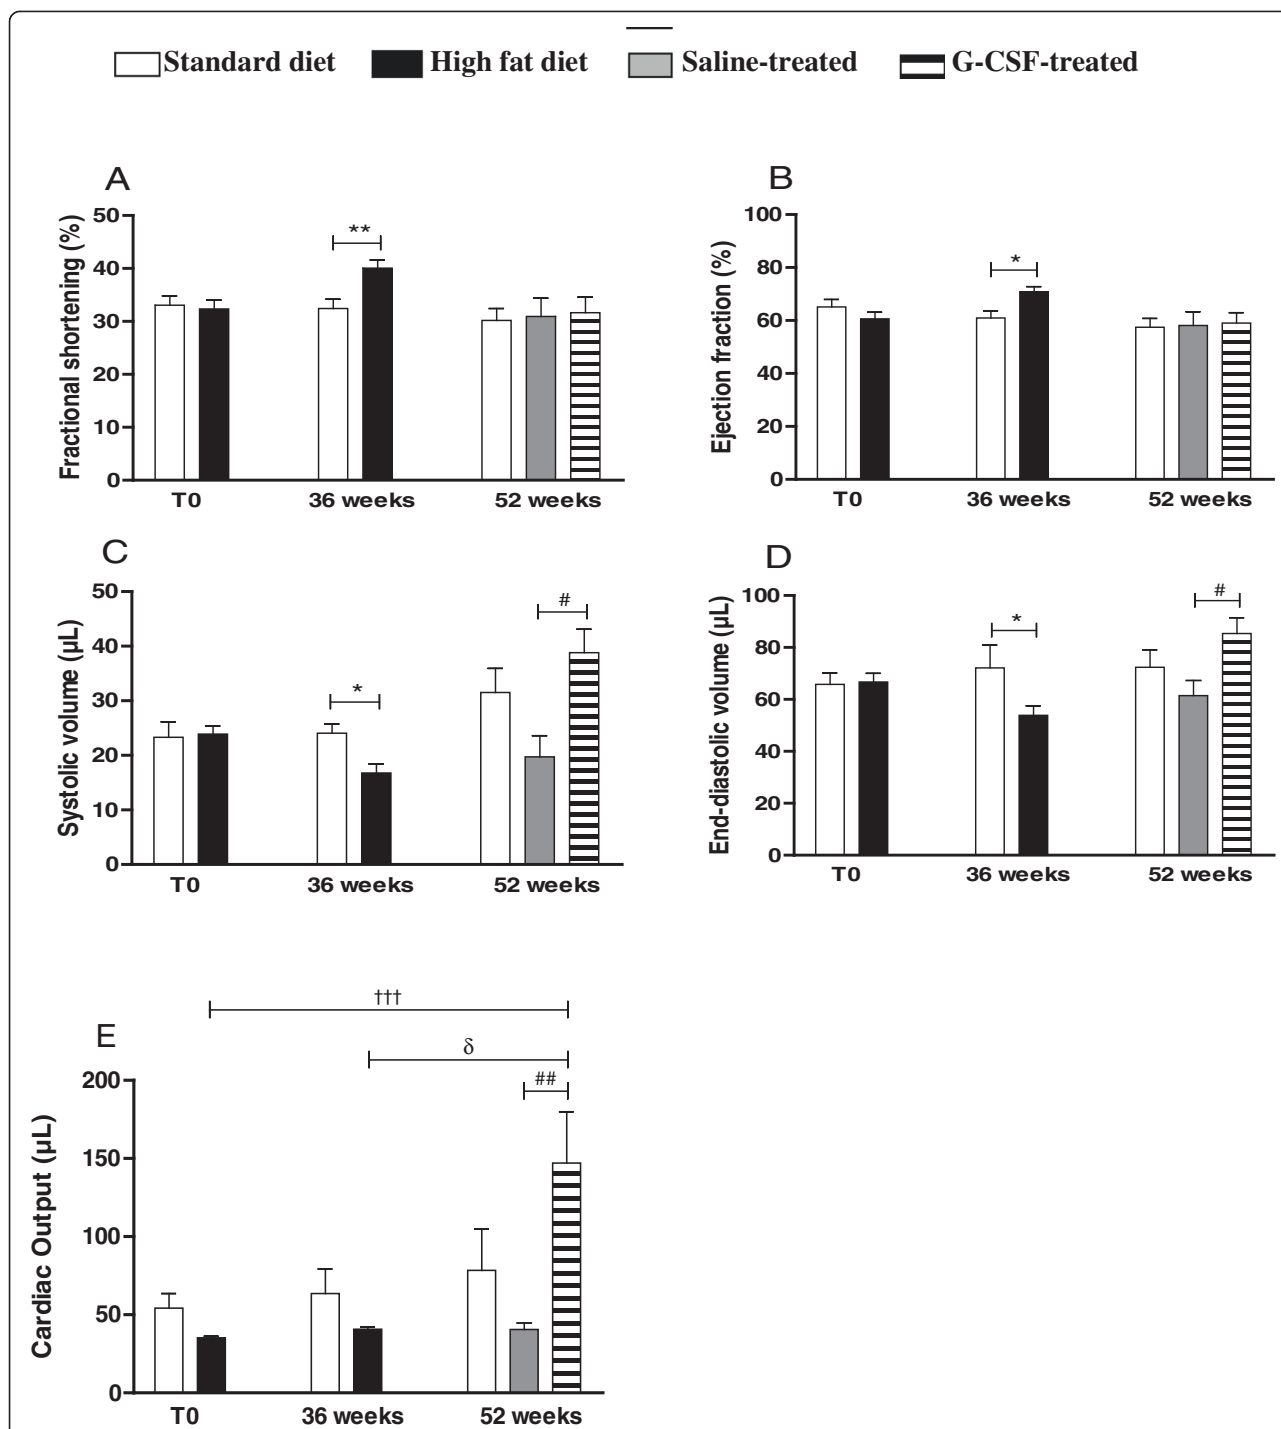 Standard diet High fat diet Saline-treated G-CSF-treated
A
Fractional shortening (%)
50
40
30
20
10
0
**
T0 36 weeks 52 weeks
B
Ejection fraction (%)
100
80
60
40
20
0
*
T0 36 weeks 52 weeks
C
Systolic volume (µL)
50
40
30
20
10
0
*
#
T0 36 weeks 52 weeks
D
End-diastolic volume (µL)
100
80
60
40
20
0
*
#
T0 36 weeks 52 weeks
E
Cardiac Output (µL)
200
150
100
50
0
†††
δ
##
T0 36 weeks 52 weeks